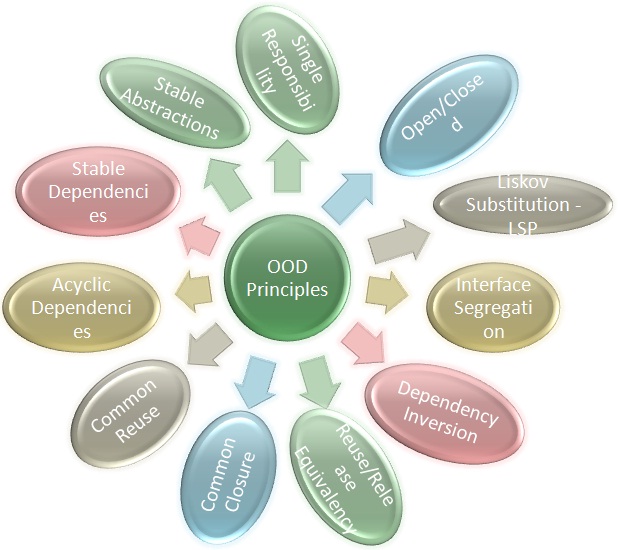 OOD
Principles
Single
Responsibi
lity
Open/Close
d
Liskov
Substitution -
LSP
Interface
Segregati
on
Dependency
Inversion
Reuse/Rele
ase
Equivalency
Common
Closure
Common
Reuse
Acyclic
Dependenci
es
Stable
Dependenci
es
Stable
Abstractions